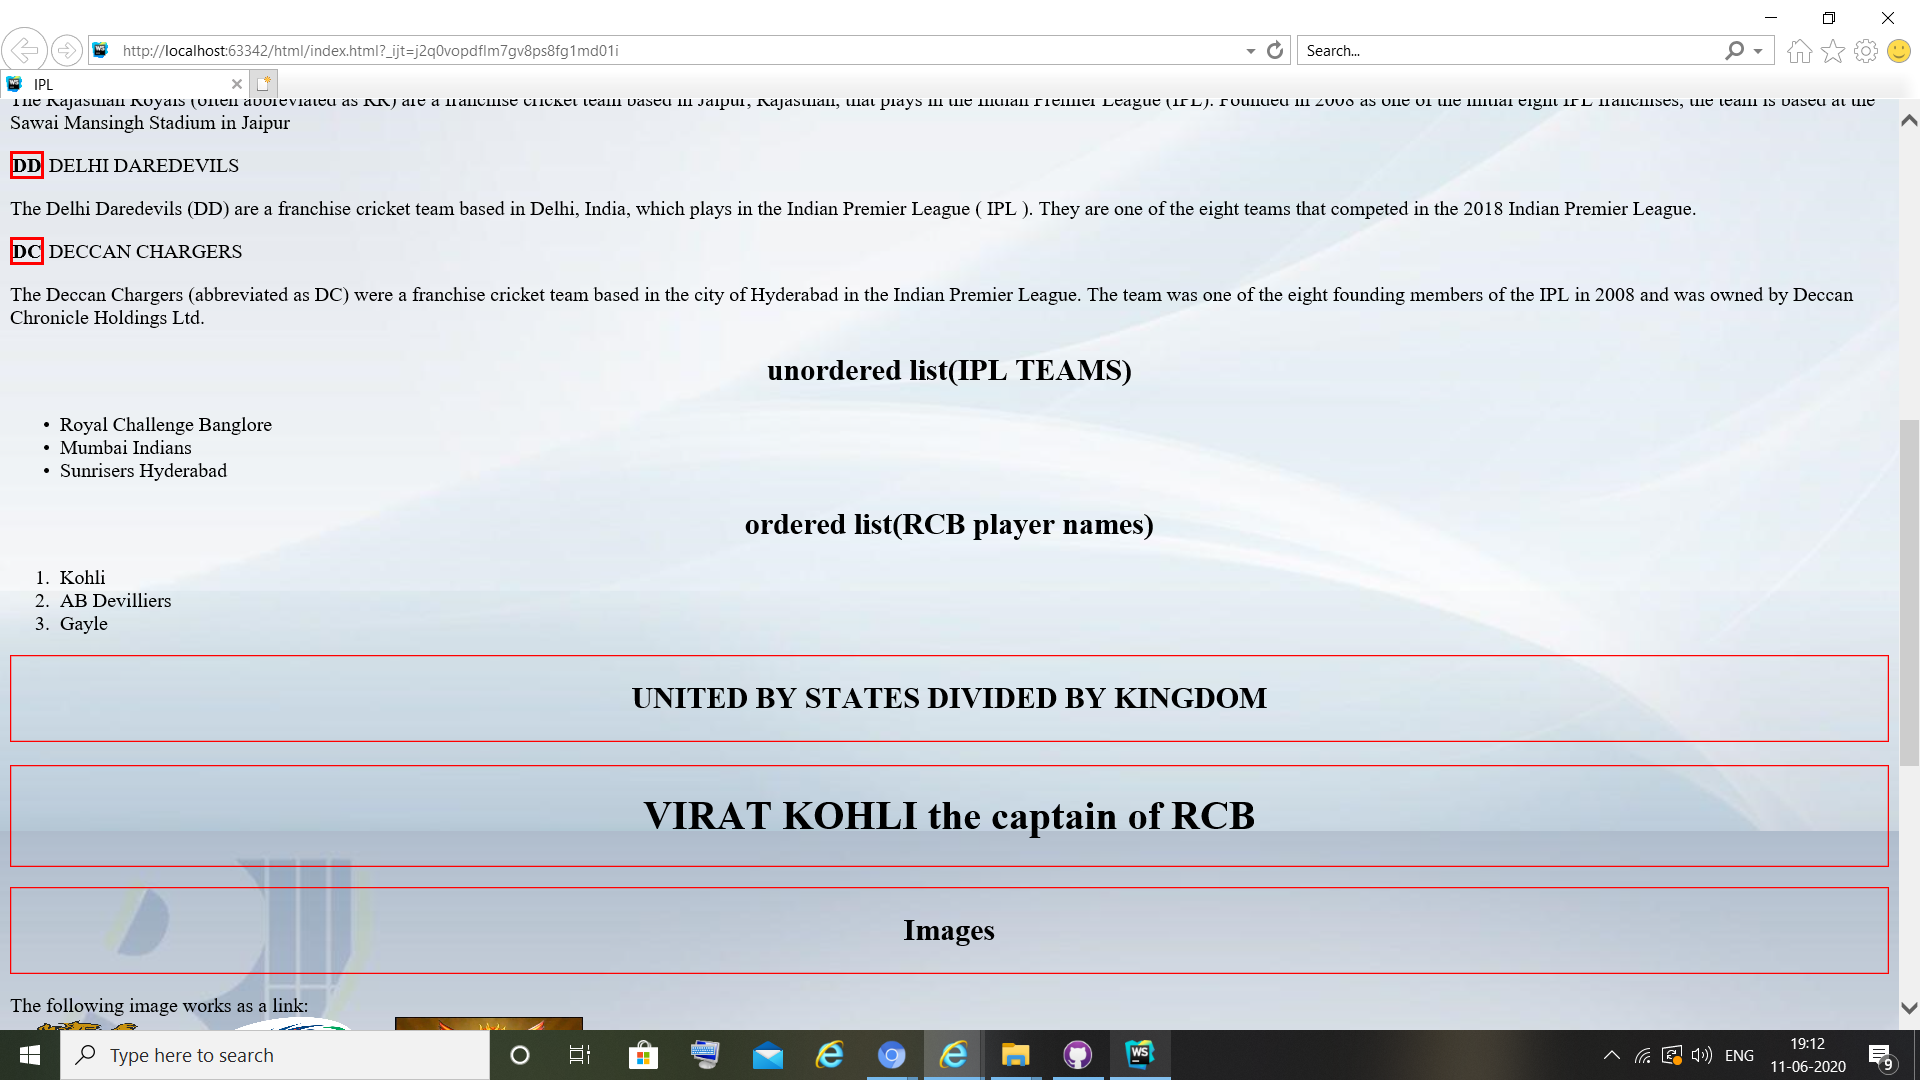 http://localhost:63342/html/index.html?_ijt=j2q0vopdflm7gv8ps8fg1md01i
Search...
IPL
The Rajasthan Royals (often abbreviated as RR) are a franchise cricket team based in Jaipur, Rajasthan, that plays in the Indian Premier League (IPL). Founded in 2008 as one of the initial eight IPL franchises, the team is based at the
Sawai Mansingh Stadium in Jaipur
DD DELHI DAREDEVILS
The Delhi Daredevils (DD) are a franchise cricket team based in Delhi, India, which plays in the Indian Premier League ( IPL ). They are one of the eight teams that competed in the 2018 Indian Premier League.
DC DECCAN CHARGERS
The Deccan Chargers (abbreviated as DC) were a franchise cricket team based in the city of Hyderabad in the Indian Premier League. The team was one of the eight founding members of the IPL in 2008 and was owned by Deccan
Chronicle Holdings Ltd.
unordered list(IPL TEAMS)
• Royal Challenge Banglore
• Mumbai Indians
• Sunrisers Hyderabad
ordered list(RCB player names)
1. Kohli
2. AB Devilliers
3. Gayle
UNITED BY STATES DIVIDED BY KINGDOM
VIRAT KOHLI the captain of RCB
Images
The following image works as a link:
Type here to search
WS
ENG
19:12
11-06-2020
9